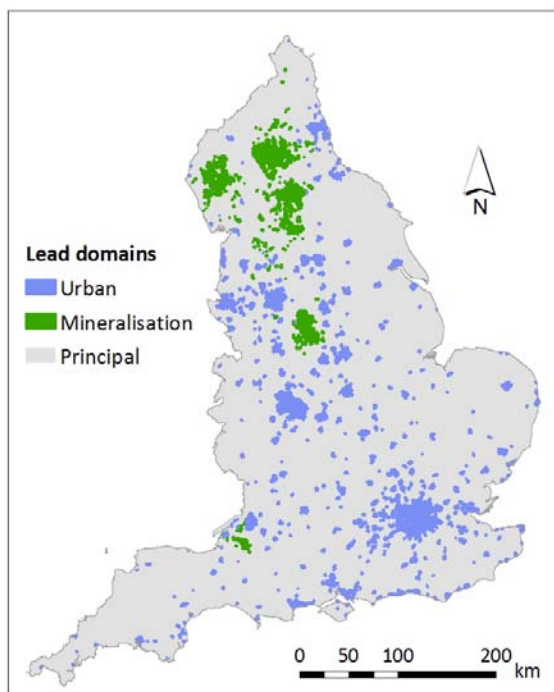 N
Lead domains
Urban
Mineralisation
Principal
0 50 100 200
km